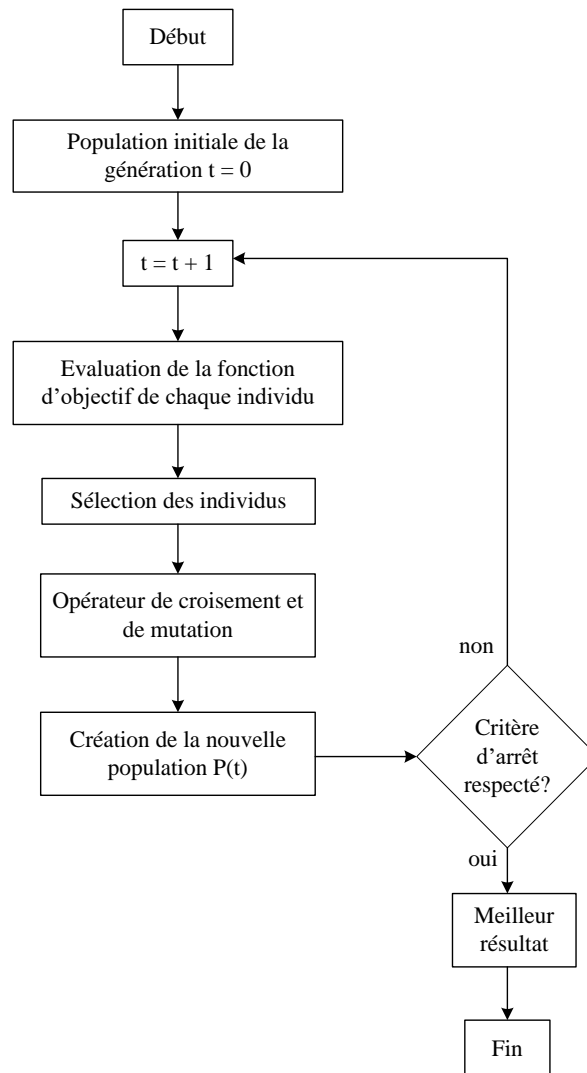 Début
Population initiale de la
génération t = 0
t = t + 1
Evaluation de la fonction
d’objectif de chaque individu
Sélection des individus
Opérateur de croisement et
de mutation
Création de la nouvelle
population P(t)
non
Critère
d’arrêt
respecté?
oui
Meilleur
résultat
Fin